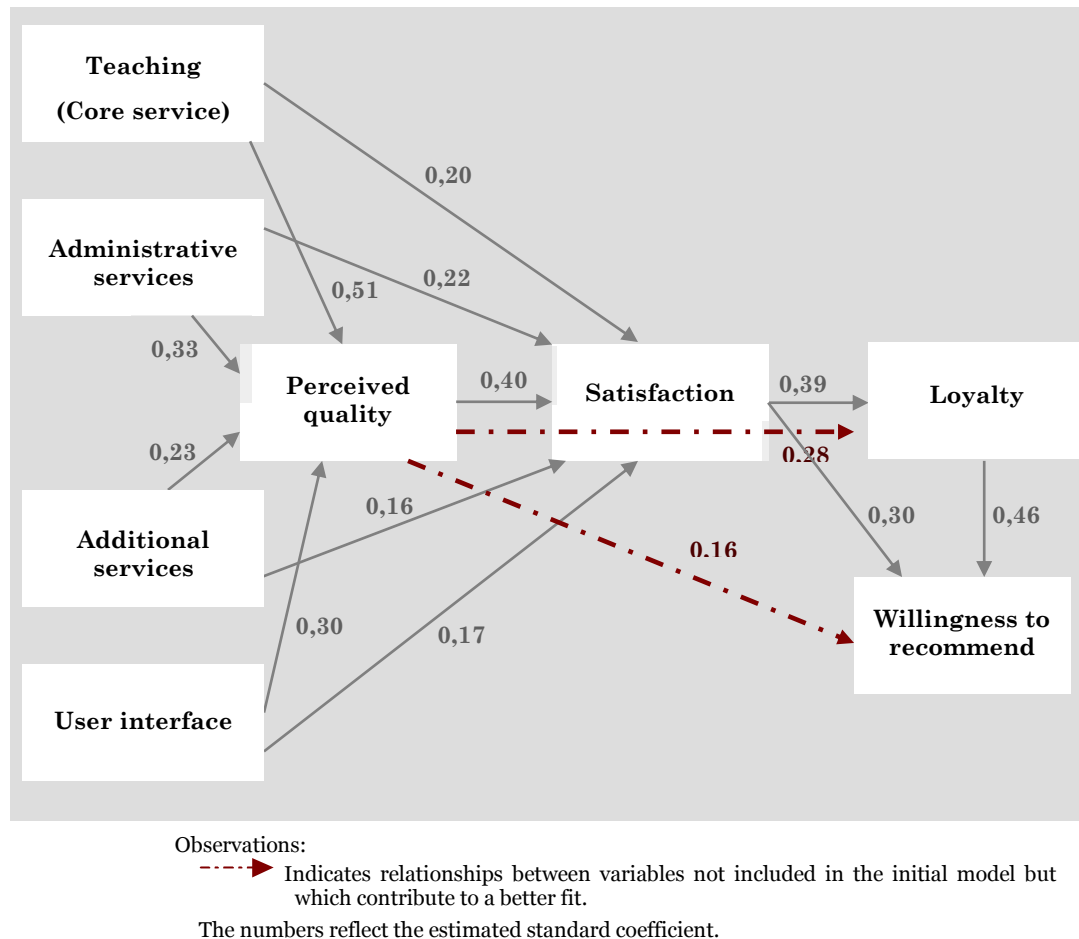 Teaching
(Core service)
0,20
Administrative
services
0,22
0,51
0,33
Perceived
quality
0,40
Satisfaction
0,39
Loyalty
0,28
0,23
Additional
services
0,16
0,30
0,46
0,16
0,30
0,17
Willingness to
recommend
User interface
Observations:
Indicates relationships between variables not included in the initial model but
which contribute to a better fit.
The numbers reflect the estimated standard coefficient.